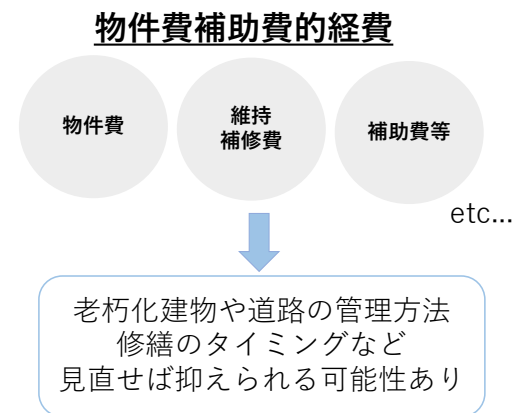 物件費補助費的経費
物件費
維持
補修費
補助費等
etc...
老朽化建物や道路の管理方法
修繕のタイミングなど
見直せば抑えられる可能性あり